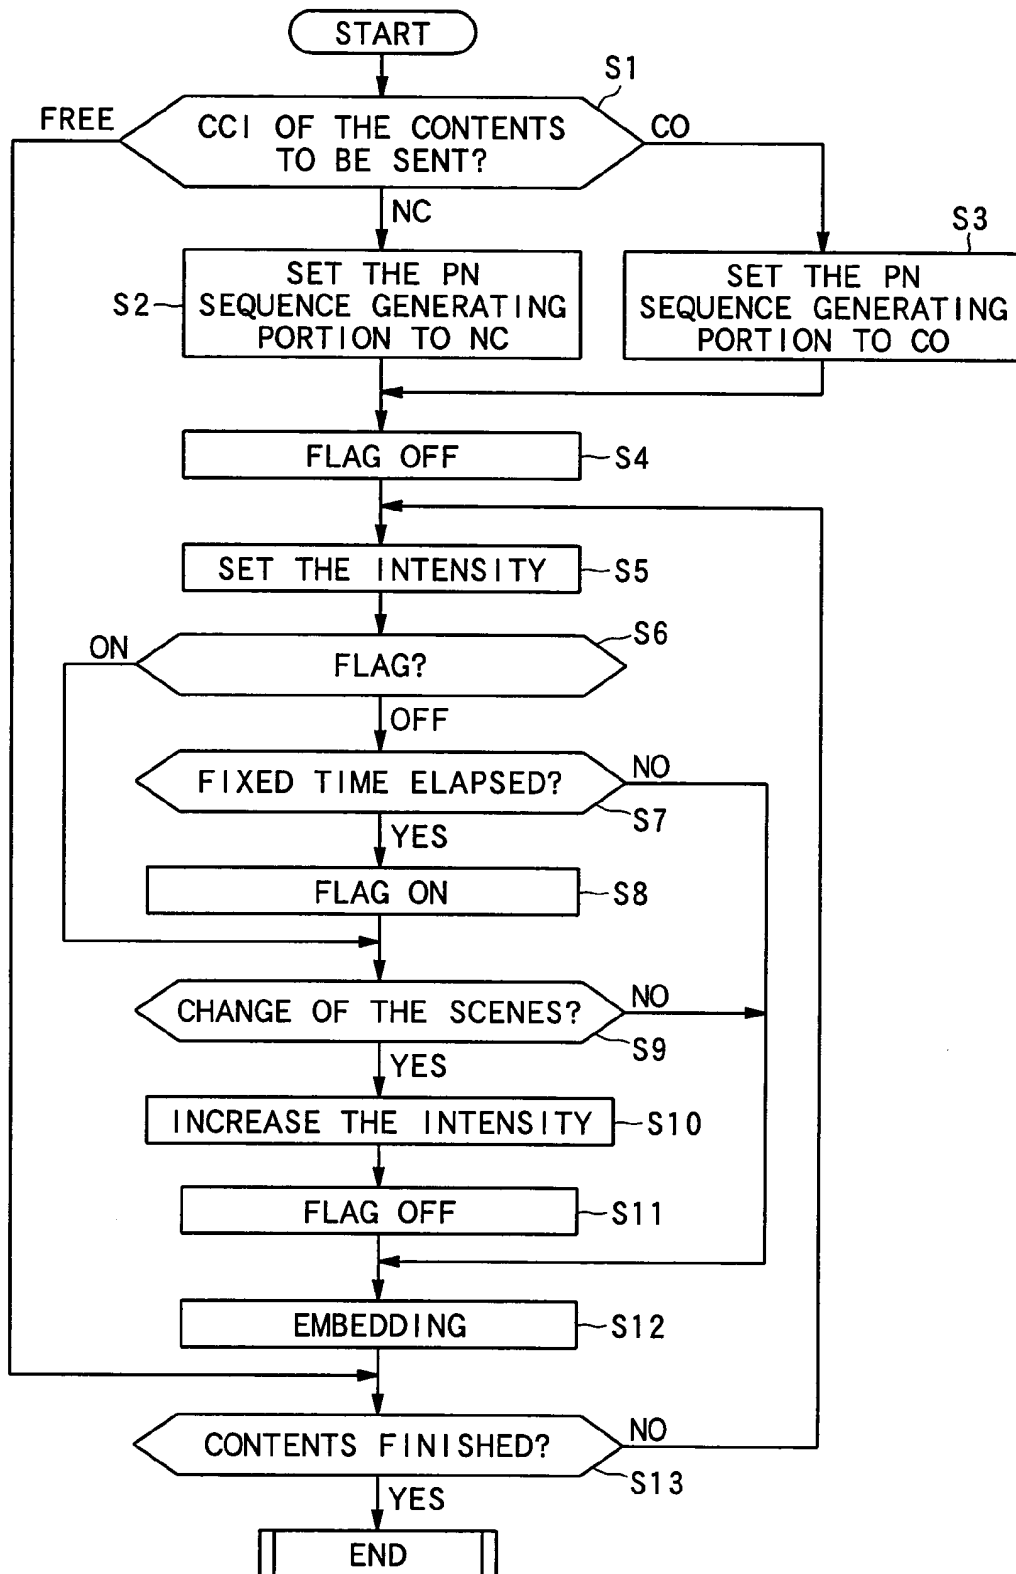 START
S1
FREE
CCI OF THE CONTENTS
TO BE SENT?
CO
NC
S3
S2
SET THE PN
SEQUENCE GENERATING
PORTION TO NC
SET THE PN
SEQUENCE GENERATING
PORTION TO CO
FLAG OFF
S4
SET THE INTENSITY
S5
S6
ON
FLAG?
OFF
FIXED TIME ELAPSED?
NO
S7
YES
FLAG ON
S8
CHANGE OF THE SCENES?
NO
S9
YES
INCREASE THE INTENSITY
S10
FLAG OFF
S11
EMBEDDING
S12
CONTENTS FINISHED?
NO
S13
YES
END